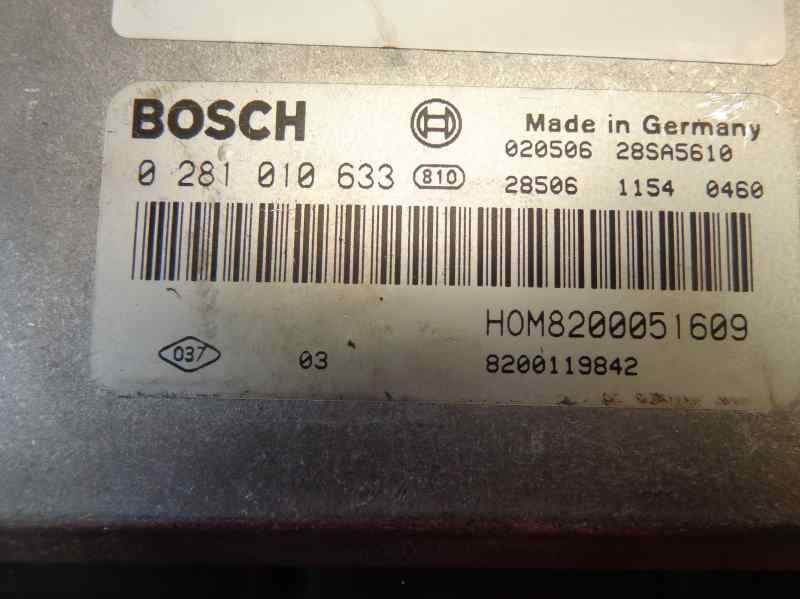 BOSCH
Made in Germany
020506 28SA5610
0 281 010 633 810
28506 1154 0460
HOM8200051609
037 03 8200119842